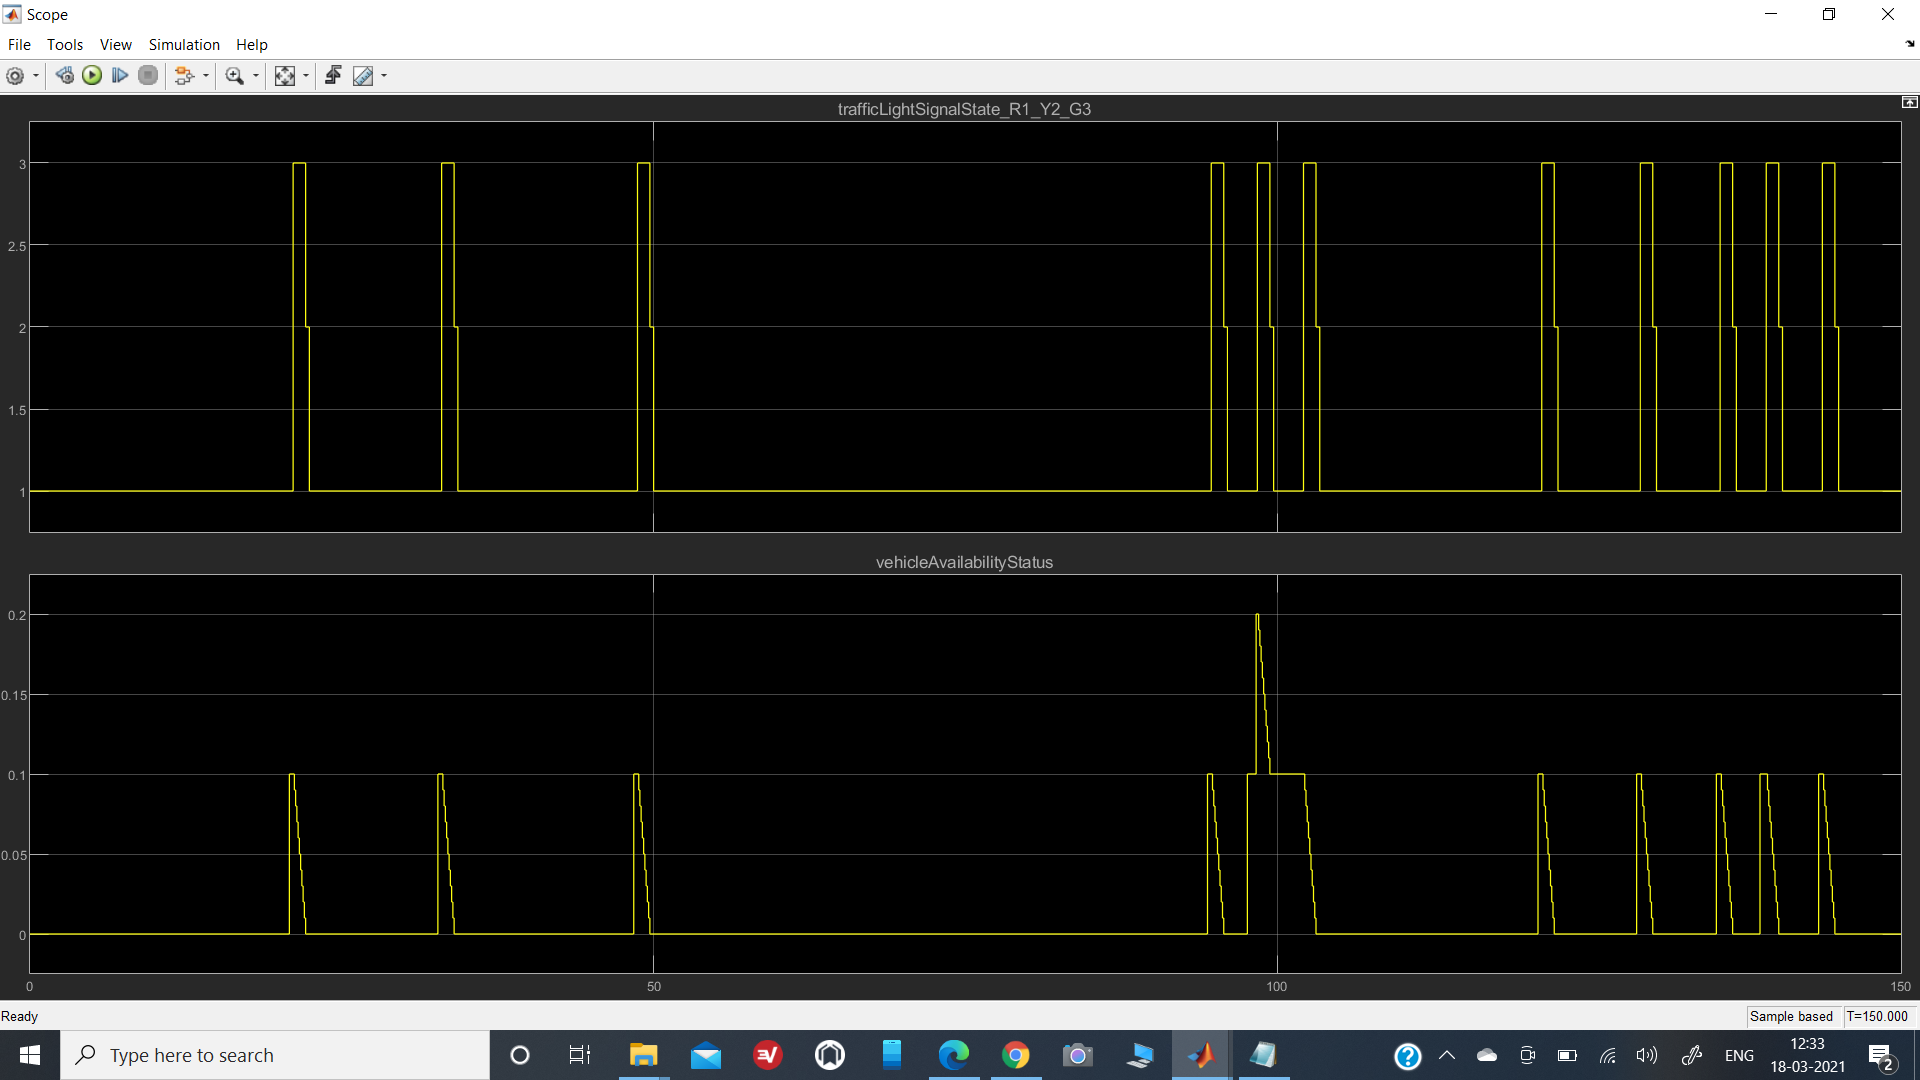 Scope
File Tools View Simulation Help
trafficLightSignalState_R1_Y2_G3
3
2.5
2
1.5
1
vehicleAvailabilityStatus
0.2
0.15
0.1
0.05
0
0 50 100 150
Ready Sample based T=150.000
Type here to search
ENG
12:33
18-03-2021
2